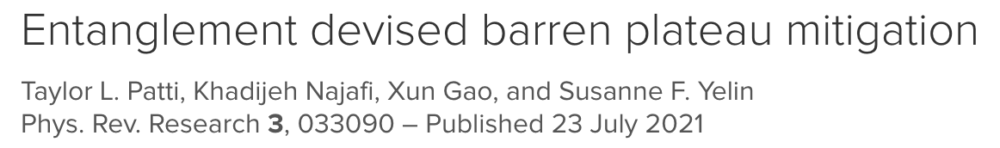 Entanglement devised barren plateau mitigation
Taylor L. Patti, Khadijeh Najafi, Xun Gao, and Susanne F. Yelin
Phys. Rev. Research 3, 033090 – Published 23 July 2021